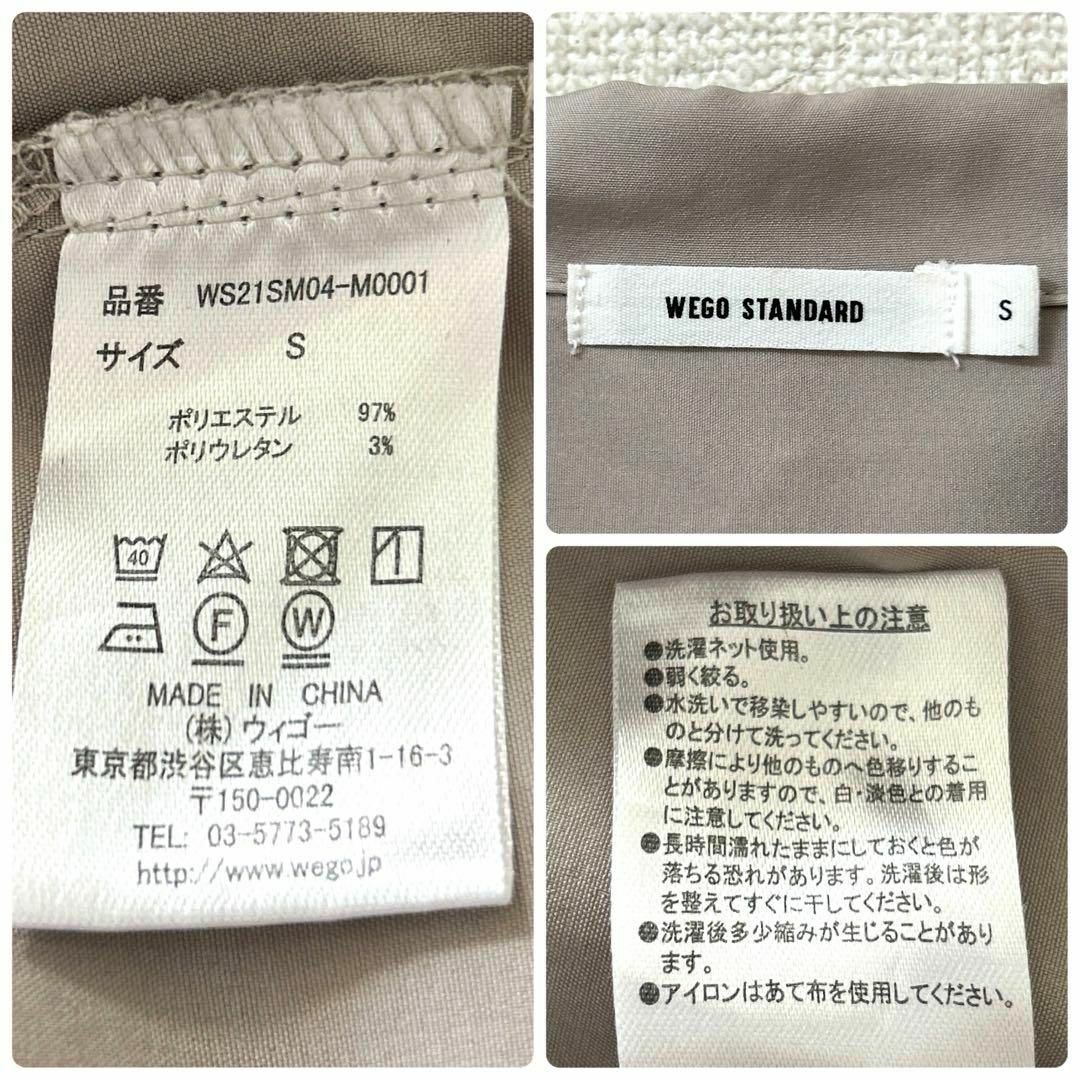 品番 WS21SM04-M0001
サイズ S
ポリエステル 97%
ポリウレタン 3%
40
F W
MADE IN CHINA
(株)ウィゴー
東京都渋谷区恵比寿南1-16-3
〒150-0022
TEL: 03-5773-5189
http://www.wego.jp
WEGO STANDARD S
お取り扱い上の注意
●洗濯ネット使用。
●弱く絞る。
●水洗いで移染しやすいので、他のも
のと分けて洗ってください。
●摩擦により他のものへ色移りするこ
とがありますので、白・淡色との着用
に注意してください。
●長時間濡れたままにしておくと色が
落ちる恐れがあります。洗濯後は形
を整えてすぐに干してください。
●洗濯後多少縮みが生じることがあり
ます。
●アイロンはあて布を使用してください。